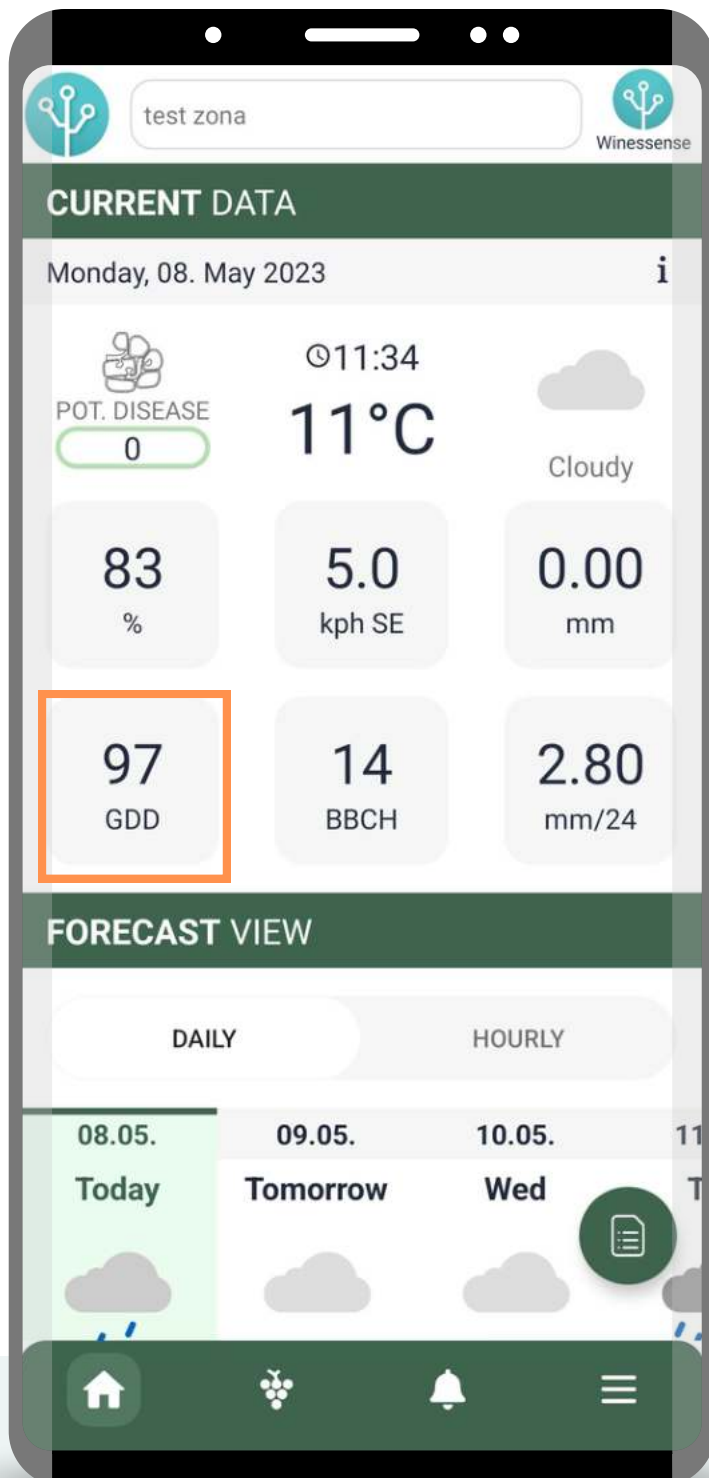 test zona
Winessense
CURRENT DATA
Monday, 08. May 2023
i
11:34
POT. DISEASE
11°C
0
Cloudy
83
5.0
0.00
%
kph SE
mm
97
14
2.80
GDD
BBCH
mm/24
FORECAST VIEW
DAILY
HOURLY
08.05.
09.05.
10.05.
11
Today
Tomorrow
Wed
T